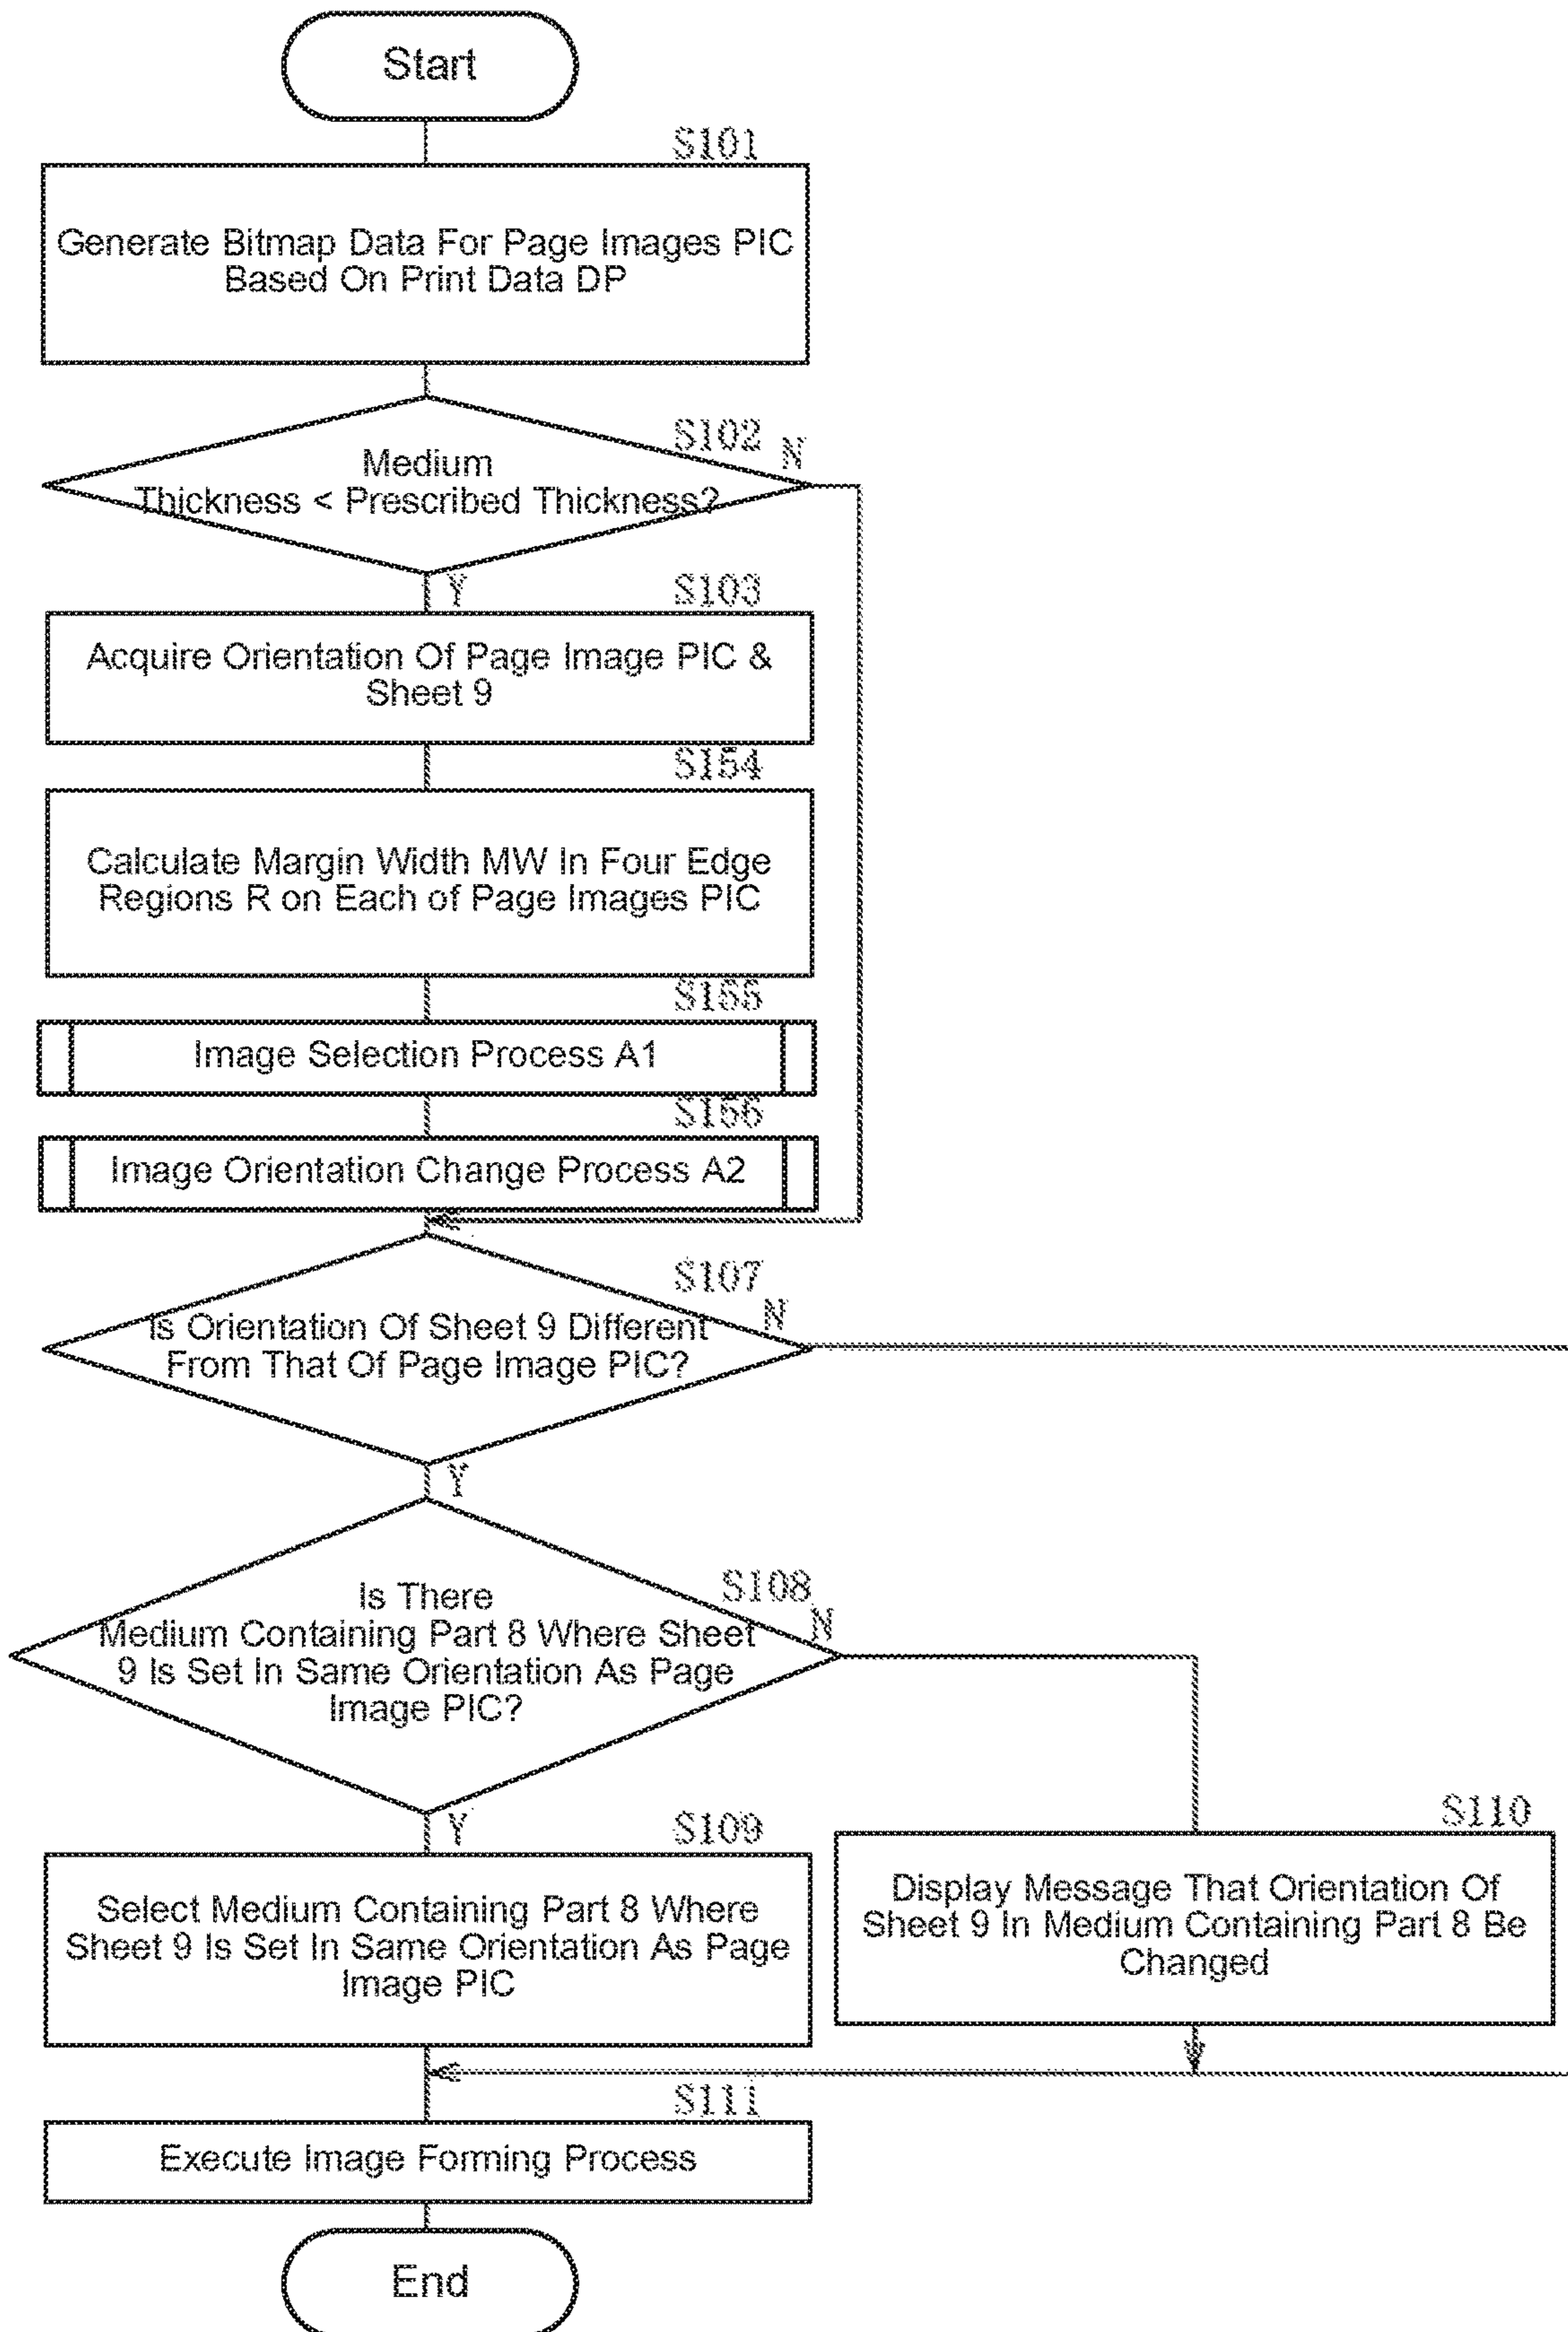 Start
S101
Generate Bitmap Data For Page Images PIC
Based On Print Data DP
S102
N
Medium
Thickness < Prescribed Thickness?
Y
S103
Acquire Orientation Of Page Image PIC &
Sheet 9
S154
Calculate Margin Width MW In Four Edge
Regions R on Each of Page Images PIC
S155
Image Selection Process A1
S156
Image Orientation Change Process A2
S107
N
Is Orientation Of Sheet 9 Different
From That Of Page Image PIC?
Y
S108
N
Is There
Medium Containing Part 8 Where Sheet
9 Is Set In Same Orientation As Page
Image PIC?
Y
S109
Select Medium Containing Part 8 Where
Sheet 9 Is Set In Same Orientation As Page
Image PIC
S110
Display Message That Orientation Of
Sheet 9 In Medium Containing Part 8 Be
Changed
S111
Execute Image Forming Process
End